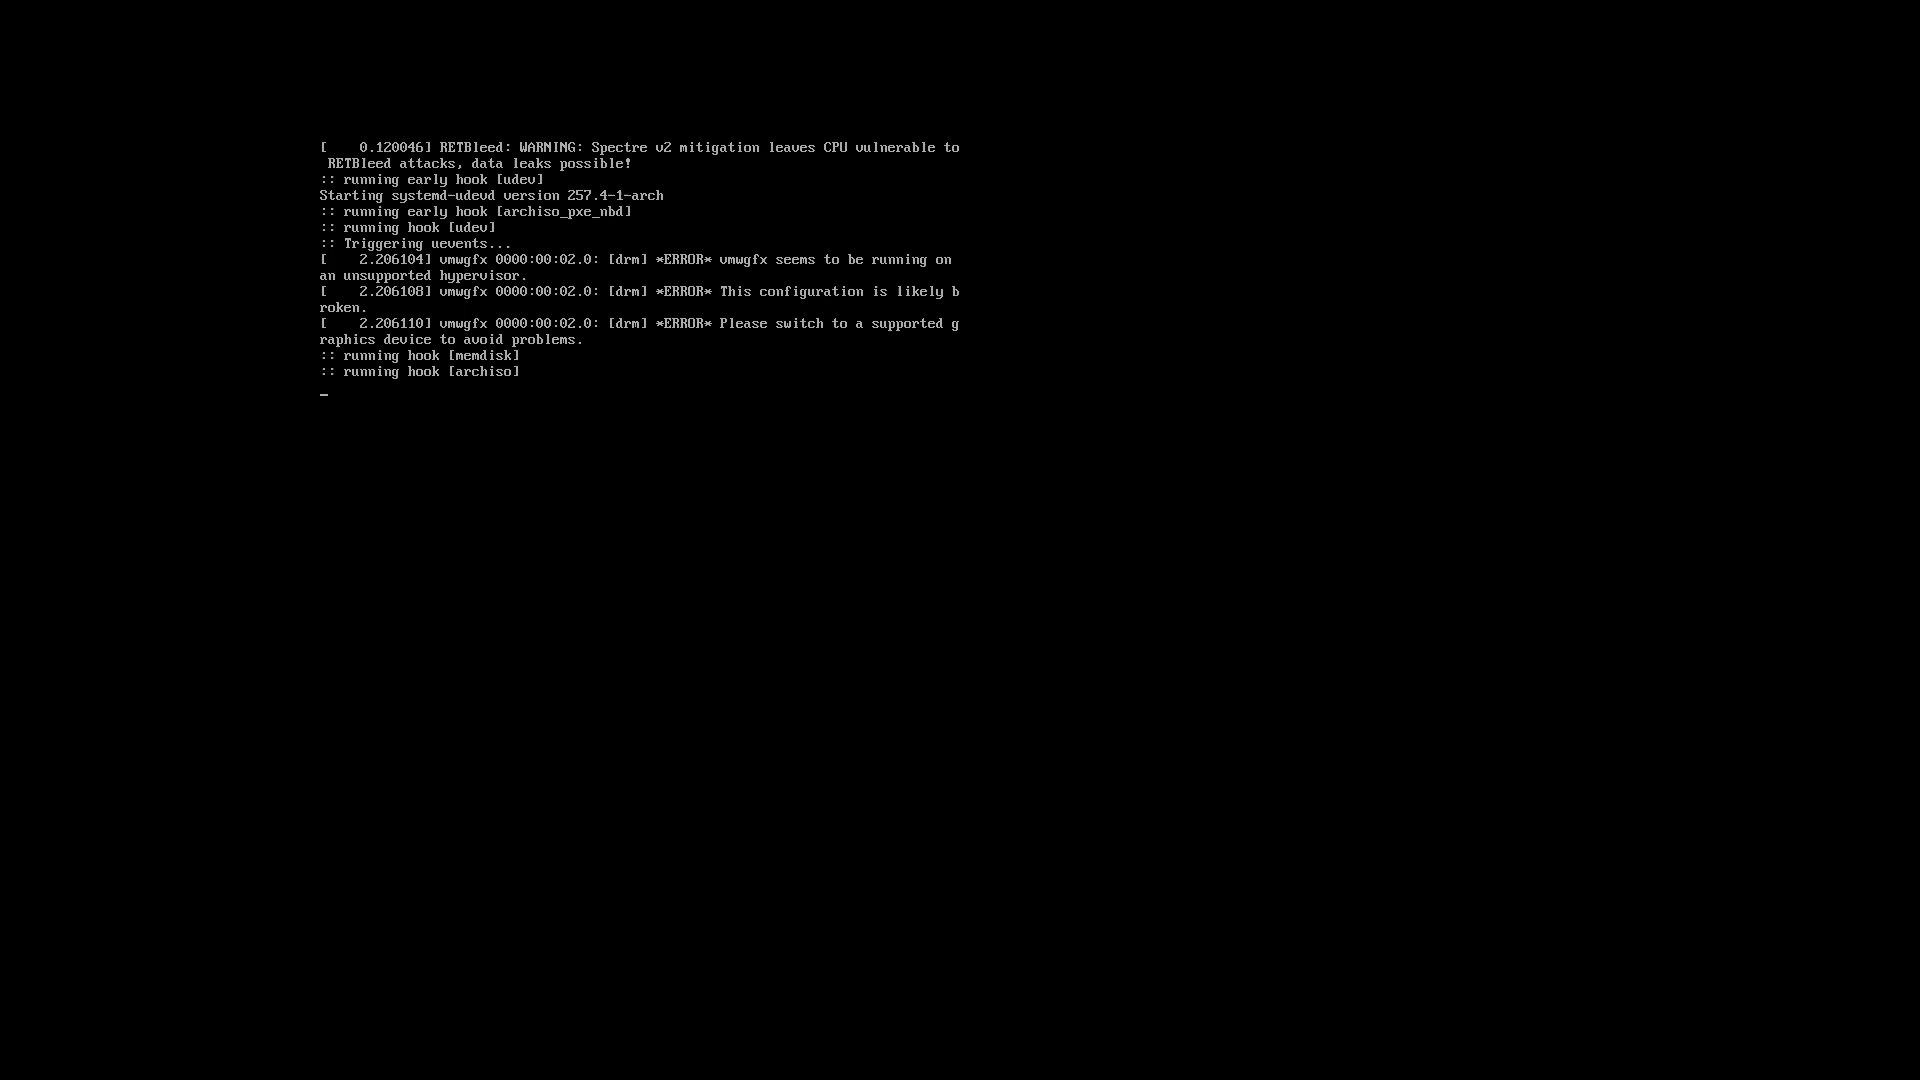 [    0.120046] RETBleed: WARNING: Spectre v2 mitigation leaves CPU vulnerable to
 RETBleed attacks, data leaks possible!
:: running early hook [udev]
Starting systemd-udevd version 257.4-1-arch
:: running early hook [archiso_pxe_nbd]
:: running hook [udev]
:: Triggering uevents...
[    2.206104] vmwgfx 0000:00:02.0: [drm] *ERROR* vmwgfx seems to be running on
an unsupported hypervisor.
[    2.206108] vmwgfx 0000:00:02.0: [drm] *ERROR* This configuration is likely b
roken.
[    2.206110] vmwgfx 0000:00:02.0: [drm] *ERROR* Please switch to a supported g
raphics device to avoid problems.
:: running hook [memdisk]
:: running hook [archiso]
_